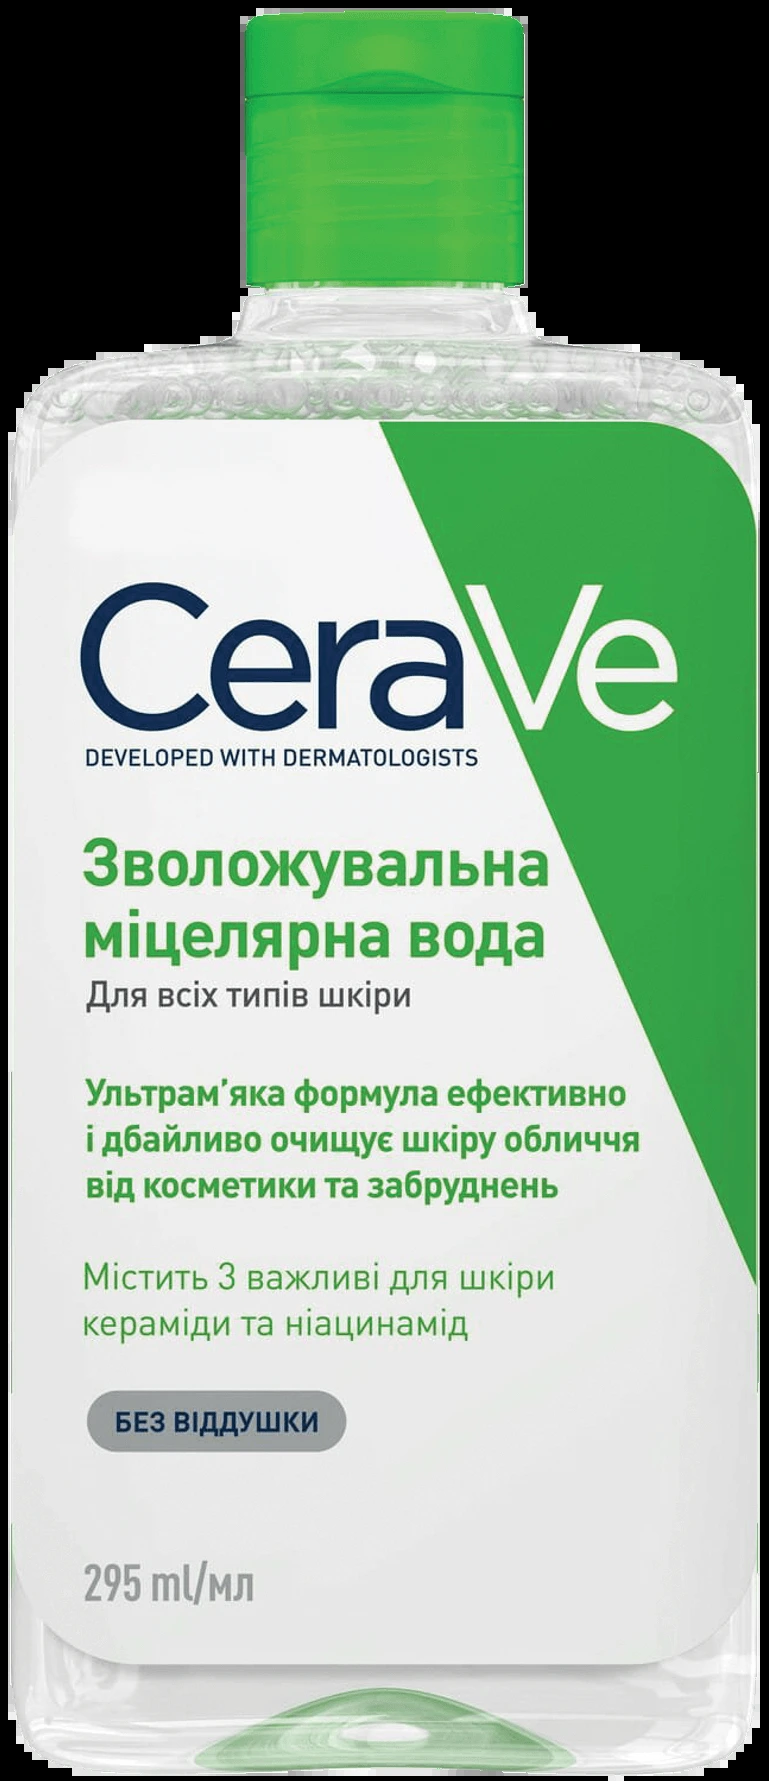 CeraVe
DEVELOPED WITH DERMATOLOGISTS
Зволожувальна
міцелярна вода
Для всіх типів шкіри
Ультрам’яка формула ефективно
і дбайливо очищує шкіру обличчя
від косметики та забруднень
Містить 3 важливі для шкіри
кераміди та ніацинамід
БЕЗ ВІДДУШКИ
295 ml/мл